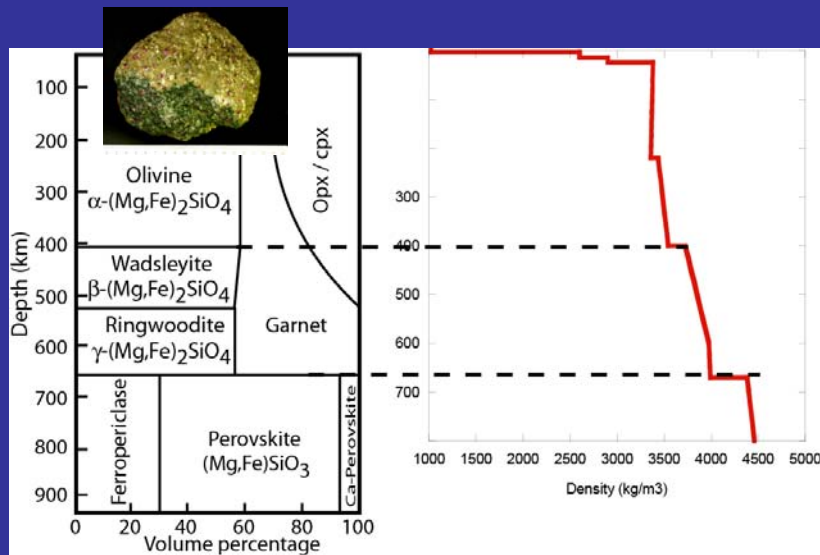 100
200
300
400
500
600
700
800
900
Depth (km)
Olivine
α-(Mg,Fe)2SiO4
Wadsleyite
β-(Mg,Fe)2SiO4
Ringwoodite
γ-(Mg,Fe)2SiO4
Opx / cpx
Garnet
Ferropericlase
Perovskite
(Mg,Fe)SiO3
Ca-Perovskite
0 20 40 60 80 100
Volume percentage
300
400
500
600
700
1000 1500 2000 2500 3000 3500 4000 4500 5000
Density (kg/m3)